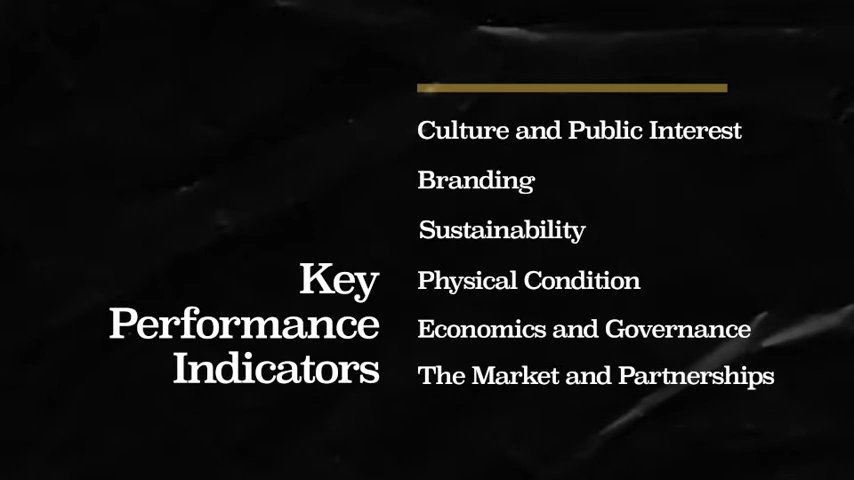 Key
Performance
Indicators
Culture and Public Interest
Branding
Sustainability
Physical Condition
Economics and Governance
The Market and Partnerships